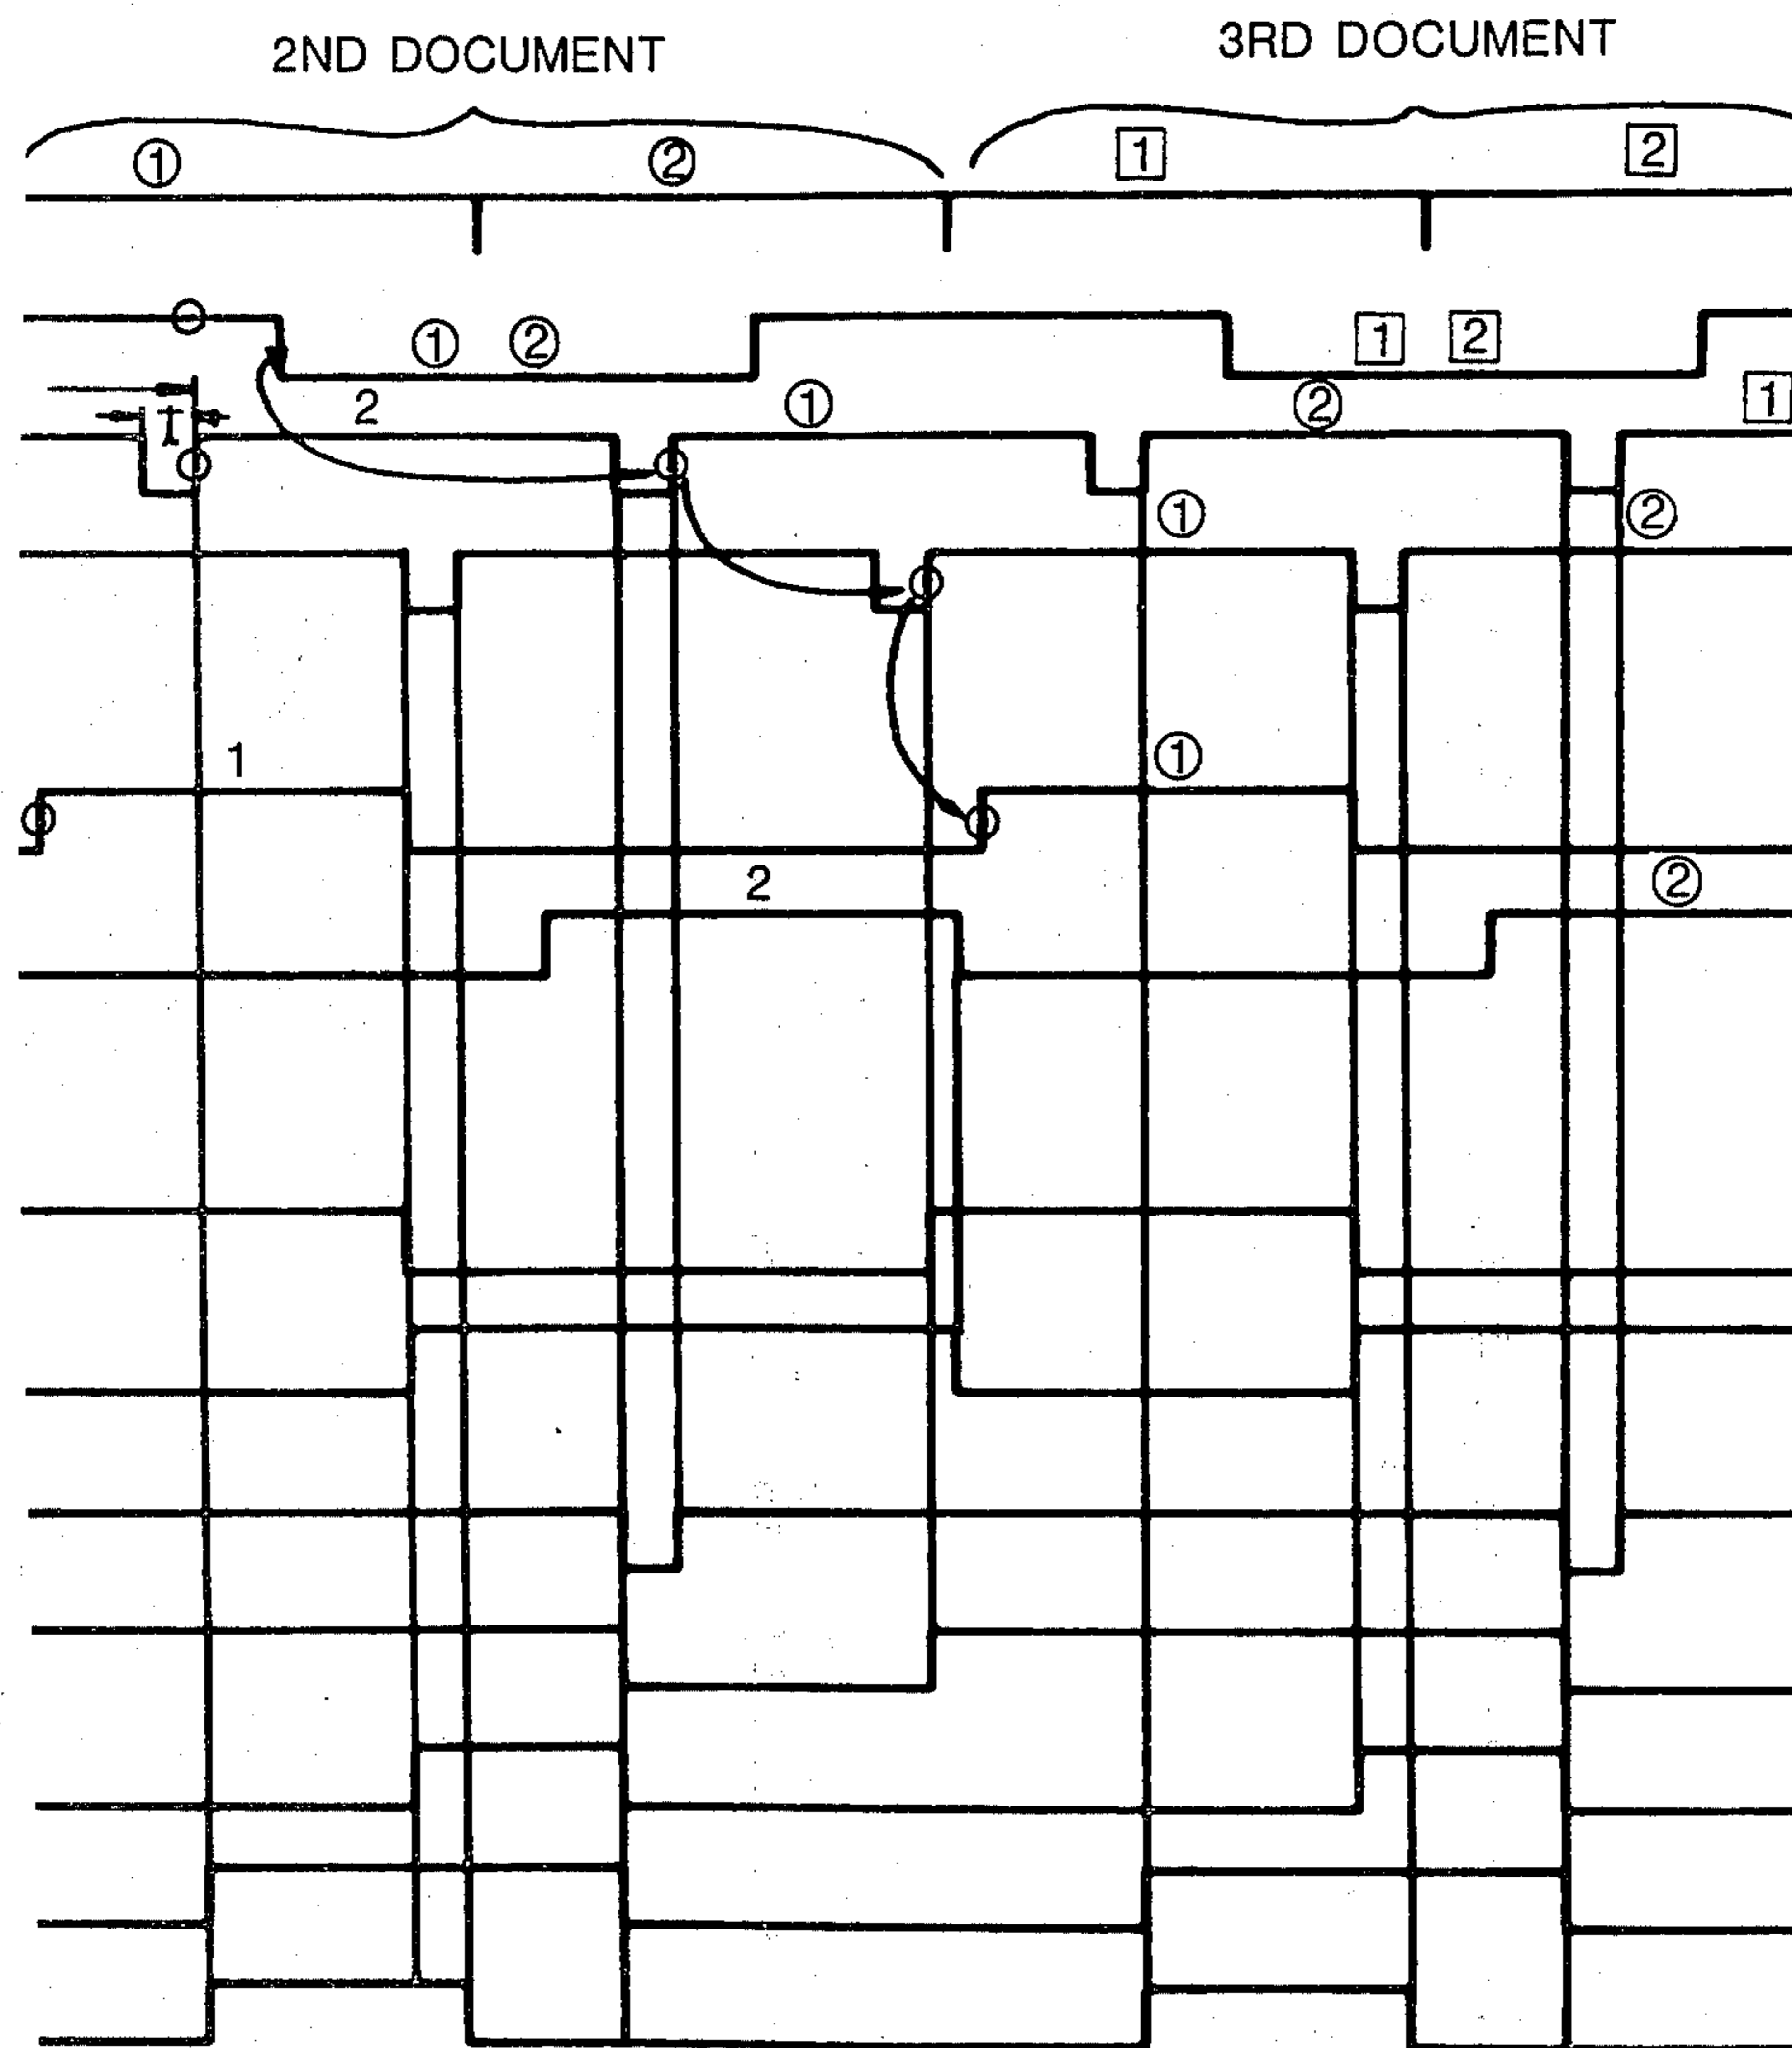 2ND DOCUMENT 3RD DOCUMENT
① ② 1 2
① ② 1 2
2 ① ② 1
① ②
1 ①
2 ②